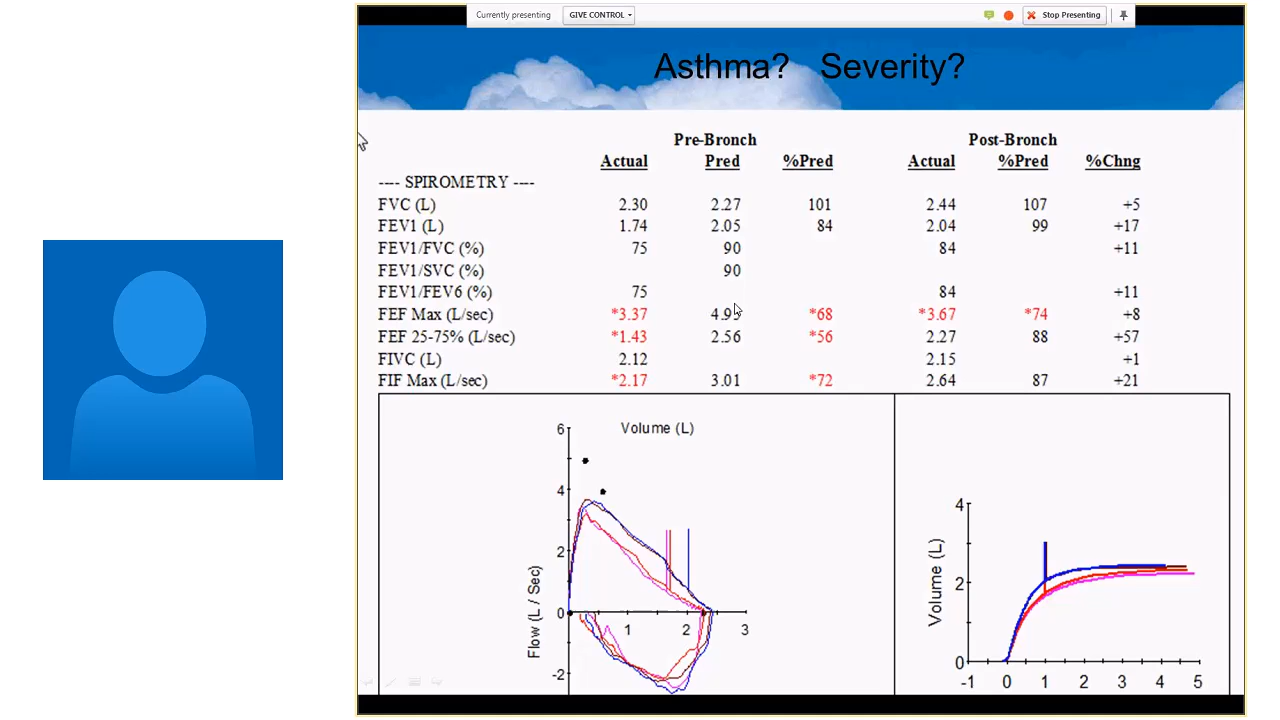 Currently presenting GIVE CONTROL Stop Presenting
Asthma? Severity?
Pre-Bronch Post-Bronch
Actual Pred %Pred Actual %Pred %Chng
---- SPIROMETRY ----
FVC (L) 2.30 2.27 101 2.44 107 +5
FEV1 (L) 1.74 2.05 84 2.04 99 +17
FEV1/FVC (%) 75 90 84 +11
FEV1/SVC (%) 90
FEV1/FEV6 (%) 75 84 +11
FEF Max (L/sec) *3.37 4.95 *68 *3.67 *74 +8
FEF 25-75% (L/sec) *1.43 2.56 *56 2.27 88 +57
FIVC (L) 2.12 2.15 +1
FIF Max (L/sec) *2.17 3.01 *72 2.64 87 +21
Volume (L)
6
4
2
0
-2
1 2 3
Flow (L / Sec)
4
2
0
Volume (L)
-1 0 1 2 3 4 5